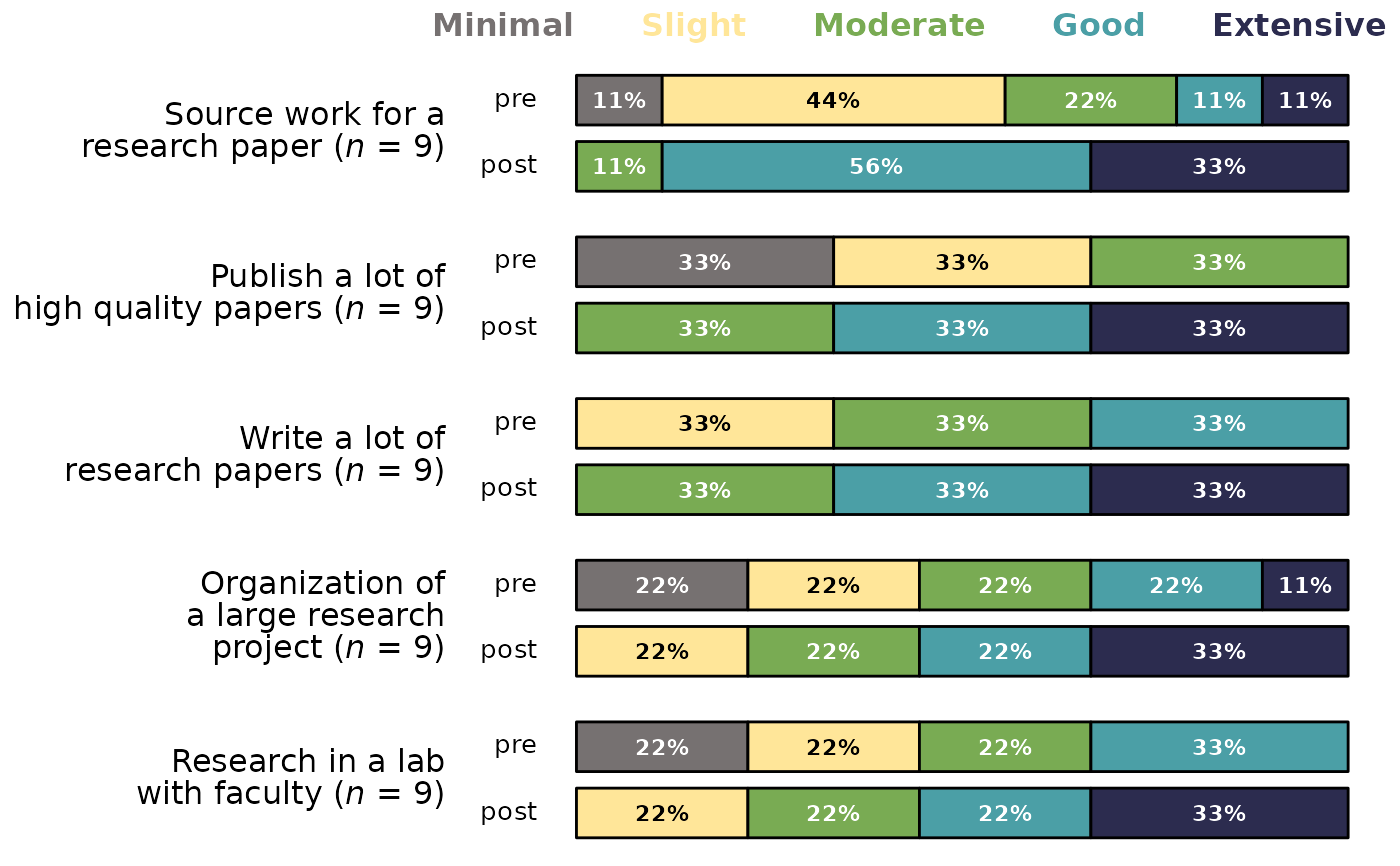 Minimal Slight Moderate Good Extensive
Source work for a
research paper (n = 9)
pre 11% 44% 22% 11% 11%
post 11% 56% 33%
Publish a lot of
high quality papers (n = 9)
pre 33% 33% 33%
post 33% 33% 33%
Write a lot of
research papers (n = 9)
pre 33% 33% 33%
post 33% 33% 33%
Organization of
a large research
project (n = 9)
pre 22% 22% 22% 22% 11%
post 22% 22% 22% 33%
Research in a lab
with faculty (n = 9)
pre 22% 22% 22% 33%
post 22% 22% 22% 33%